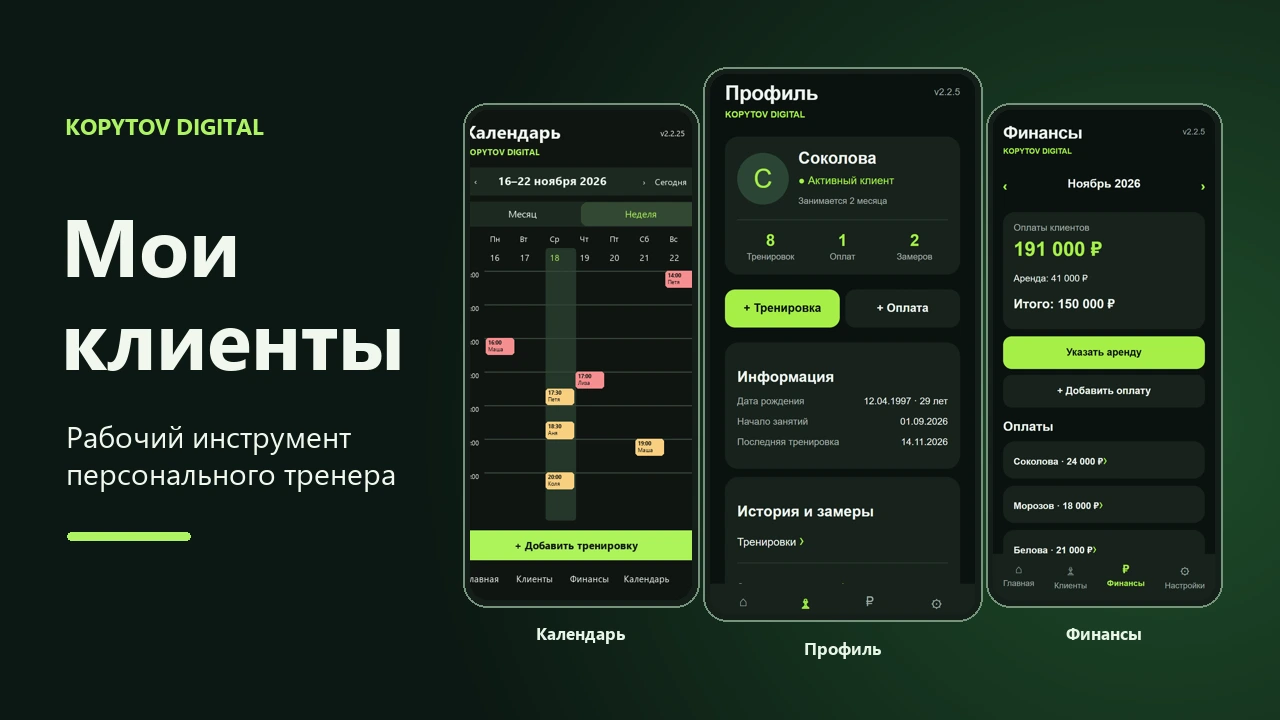 KOPYTOV DIGITAL
Мои
клиенты
Рабочий инструмент
персонального тренера
Календарь
OPYTOV DIGITAL
v2.2.25
‹ 16–22 ноября 2026 › Сегодня
Месяц Неделя
Пн Вт Ср Чт Пт Сб Вс
16 17 18 19 20 21 22
:00
14:00
Петя
:00
:00
16:00
Маша
:00
17:00
Лиза
17:30
Петя
:00
18:30
Аня
:00
19:00
Маша
:00
20:00
Коля
+ Добавить тренировку
лавная Клиенты Финансы Календарь
Календарь
Профиль v2.2.5
KOPYTOV DIGITAL
С
Соколова
● Активный клиент
Занимается 2 месяца
8 1 2
Тренировок Оплат Замеров
+ Тренировка + Оплата
Информация
Дата рождения 12.04.1997 · 29 лет
Начало занятий 01.09.2026
Последняя тренировка 14.11.2026
История и замеры
Тренировки ›
₽
Профиль
Финансы v2.2.5
KOPYTOV DIGITAL
‹ Ноябрь 2026 ›
Оплаты клиентов
191 000 ₽
Аренда: 41 000 ₽
Итого: 150 000 ₽
Указать аренду
+ Добавить оплату
Оплаты
Соколова · 24 000 ₽›
Морозов · 18 000 ₽›
Белова · 21 000 ₽›
₽
Главная Клиенты Финансы Настройки
Финансы